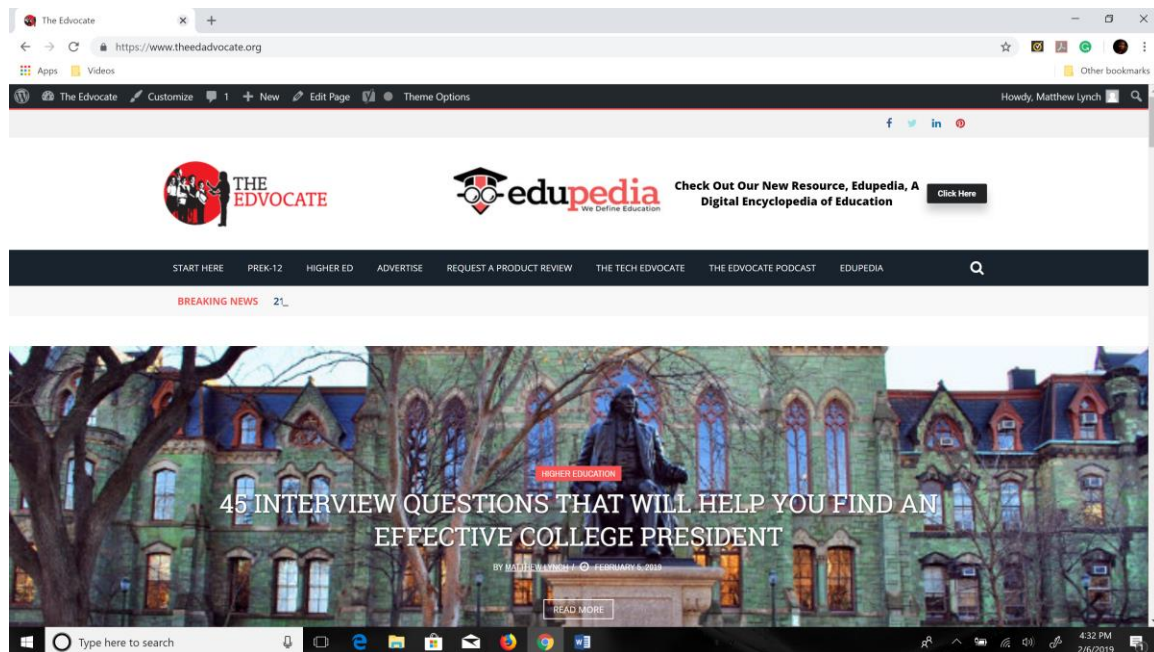 The Edvocate
https://www.theedadvocate.org
Apps Videos Other bookmarks
The Edvocate Customize 1 New Edit Page Theme Options Howdy, Matthew Lynch
THE
EDVOCATE
edupedia
We Define Education
Check Out Our New Resource, Edupedia, A
Digital Encyclopedia of Education
Click Here
START HERE PREK-12 HIGHER ED ADVERTISE REQUEST A PRODUCT REVIEW THE TECH EDVOCATE THE EDVOCATE PODCAST EDUPEDIA
BREAKING NEWS 21_
HIGHER EDUCATION
45 INTERVIEW QUESTIONS THAT WILL HELP YOU FIND AN
EFFECTIVE COLLEGE PRESIDENT
BY MATTHEW LYNCH / FEBRUARY 5, 2019
READ MORE
Type here to search
4:32 PM
2/6/2019